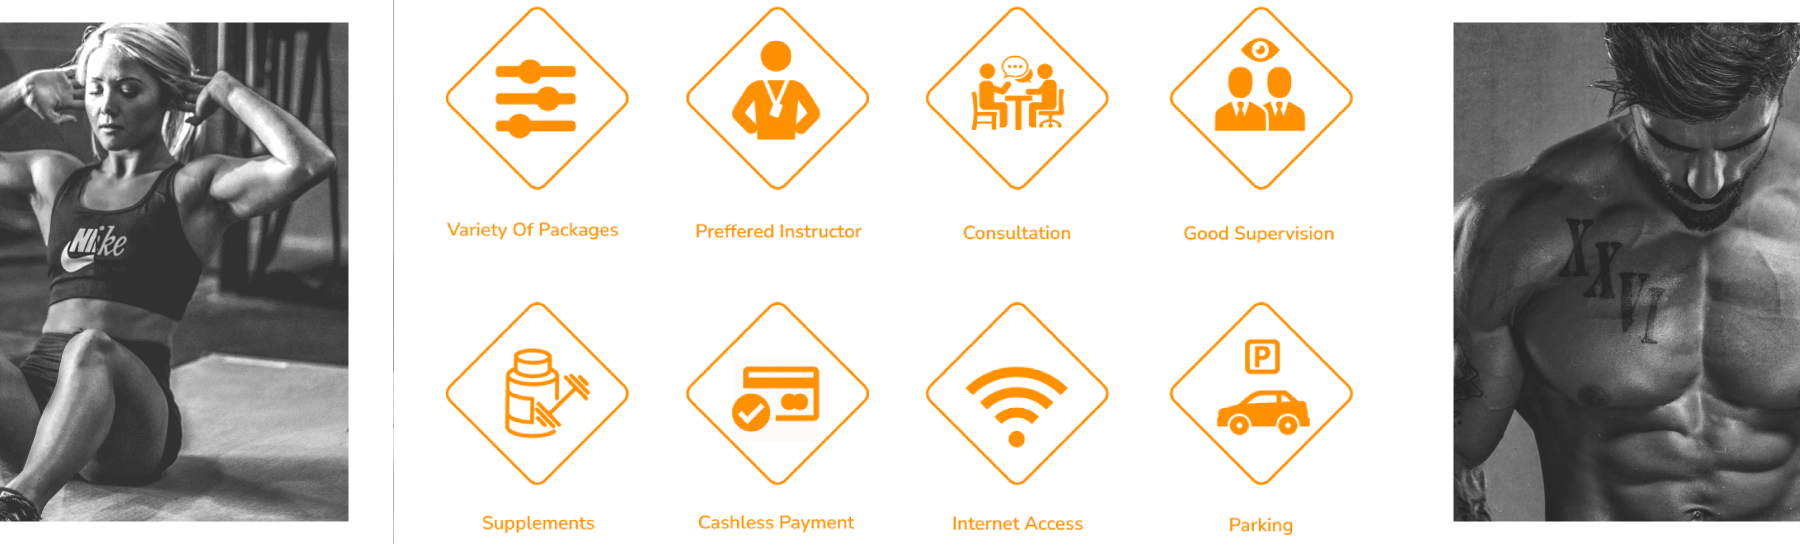 Nike
Variety Of Packages
Preffered Instructor
Consultation
Good Supervision
XXVI
P
Supplements
Cashless Payment
Internet Access
Parking